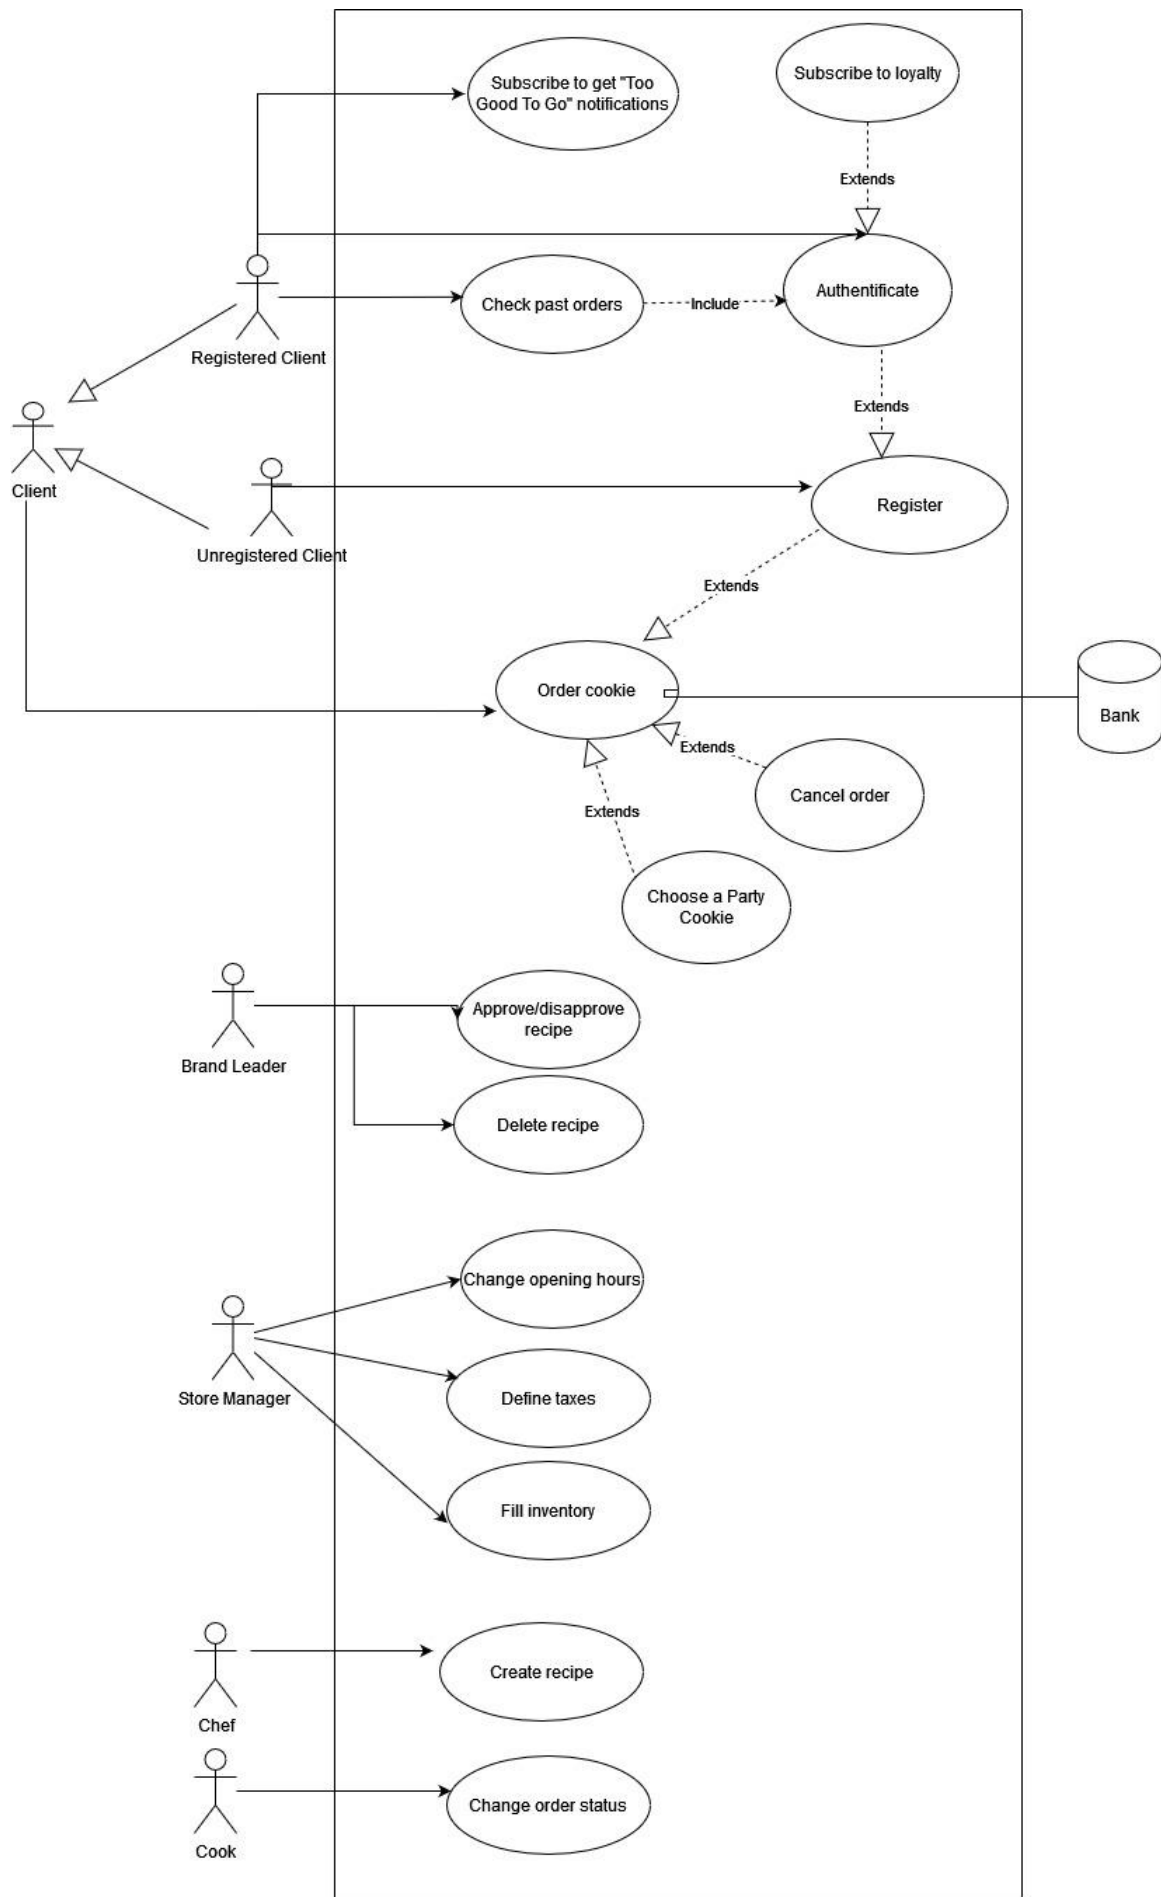 Subscribe to get "Too
Good To Go" notifications
Subscribe to loyalty
Extends
Authentificate
Check past orders
Include
Registered Client
Extends
Client
Register
Unregistered Client
Extends
Order cookie
Bank
Extends
Cancel order
Extends
Choose a Party
Cookie
Approve/disapprove
recipe
Brand Leader
Delete recipe
Change opening hours
Store Manager
Define taxes
Fill inventory
Create recipe
Chef
Change order status
Cook